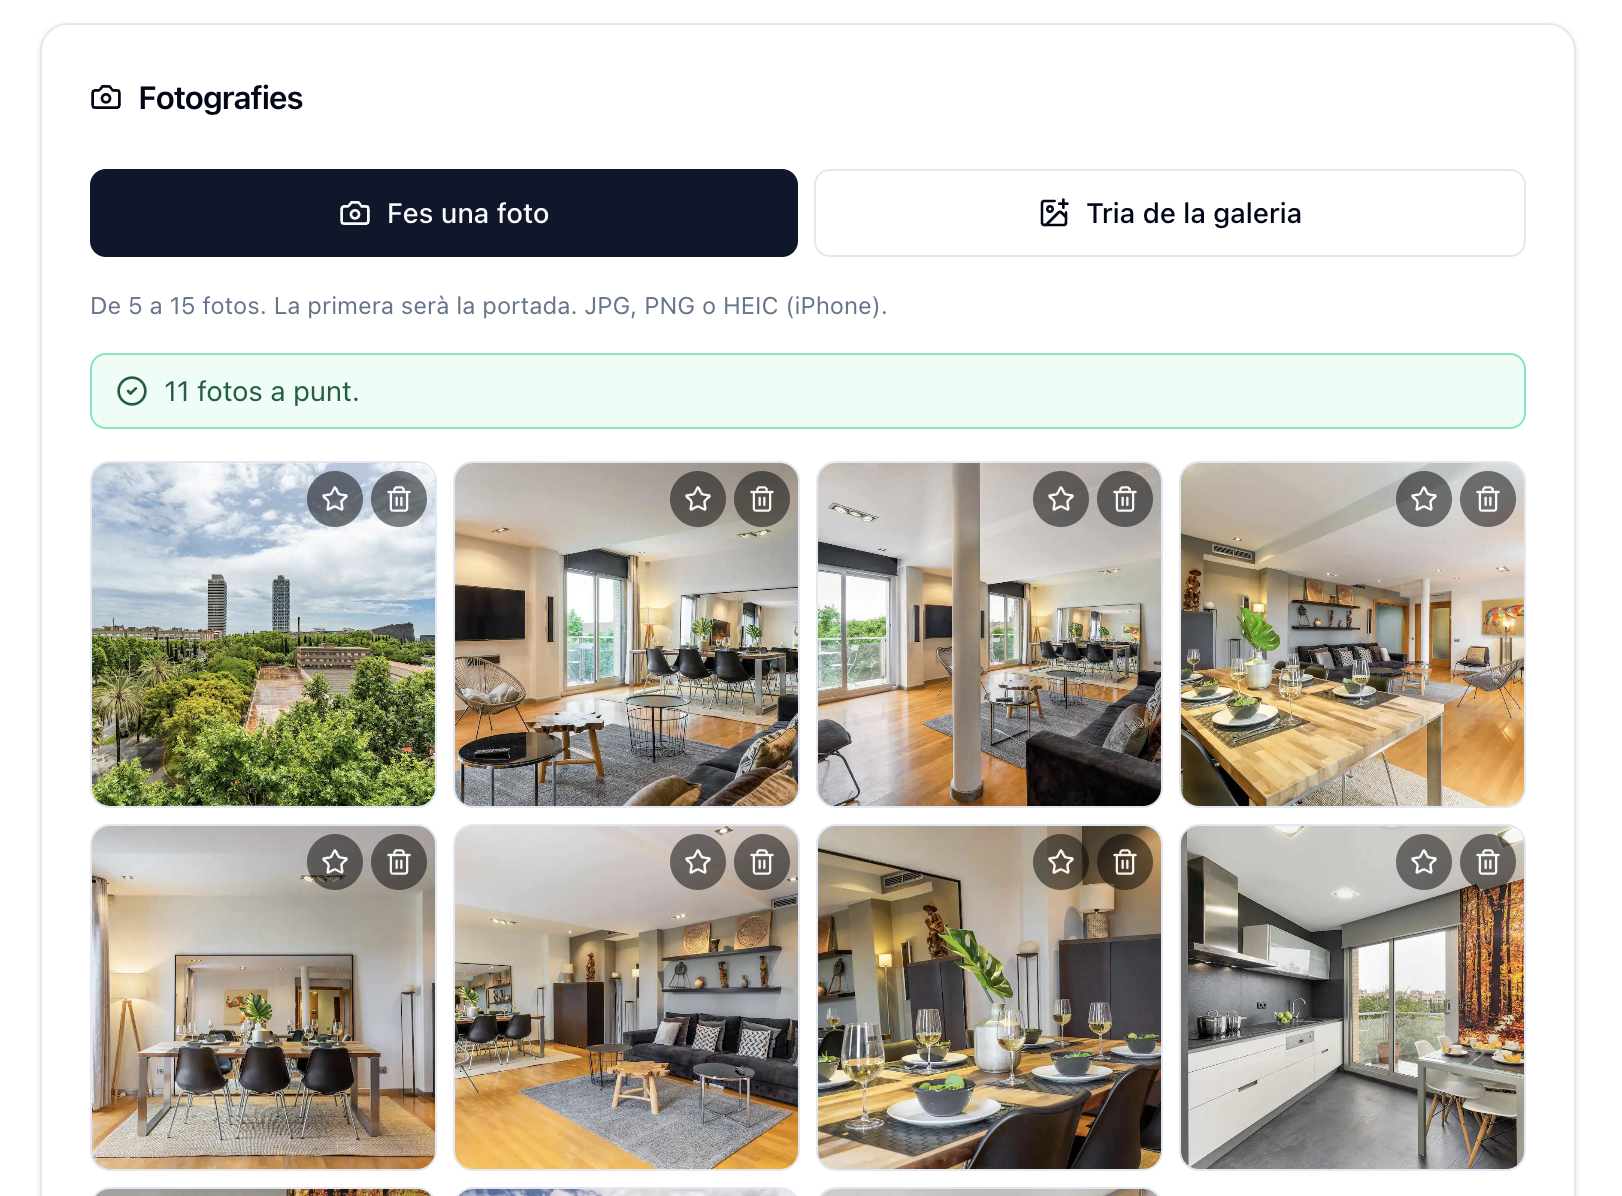 Fotografies
Fes una foto
Tria de la galeria
De 5 a 15 fotos. La primera serà la portada. JPG, PNG o HEIC (iPhone).
11 fotos a punt.